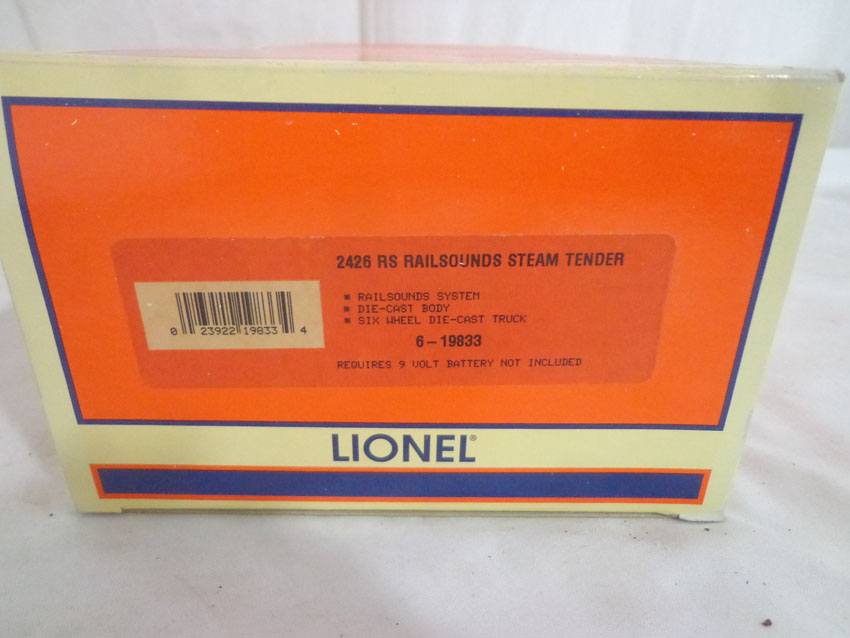 2426 RS RAILSOUNDS STEAM TENDER
■ RAILSOUNDS SYSTEM
■ DIE-CAST BODY
■ SIX WHEEL DIE-CAST TRUCK
0 23922 19833 4
6-19833
REQUIRES 9 VOLT BATTERY NOT INCLUDED
LIONEL®